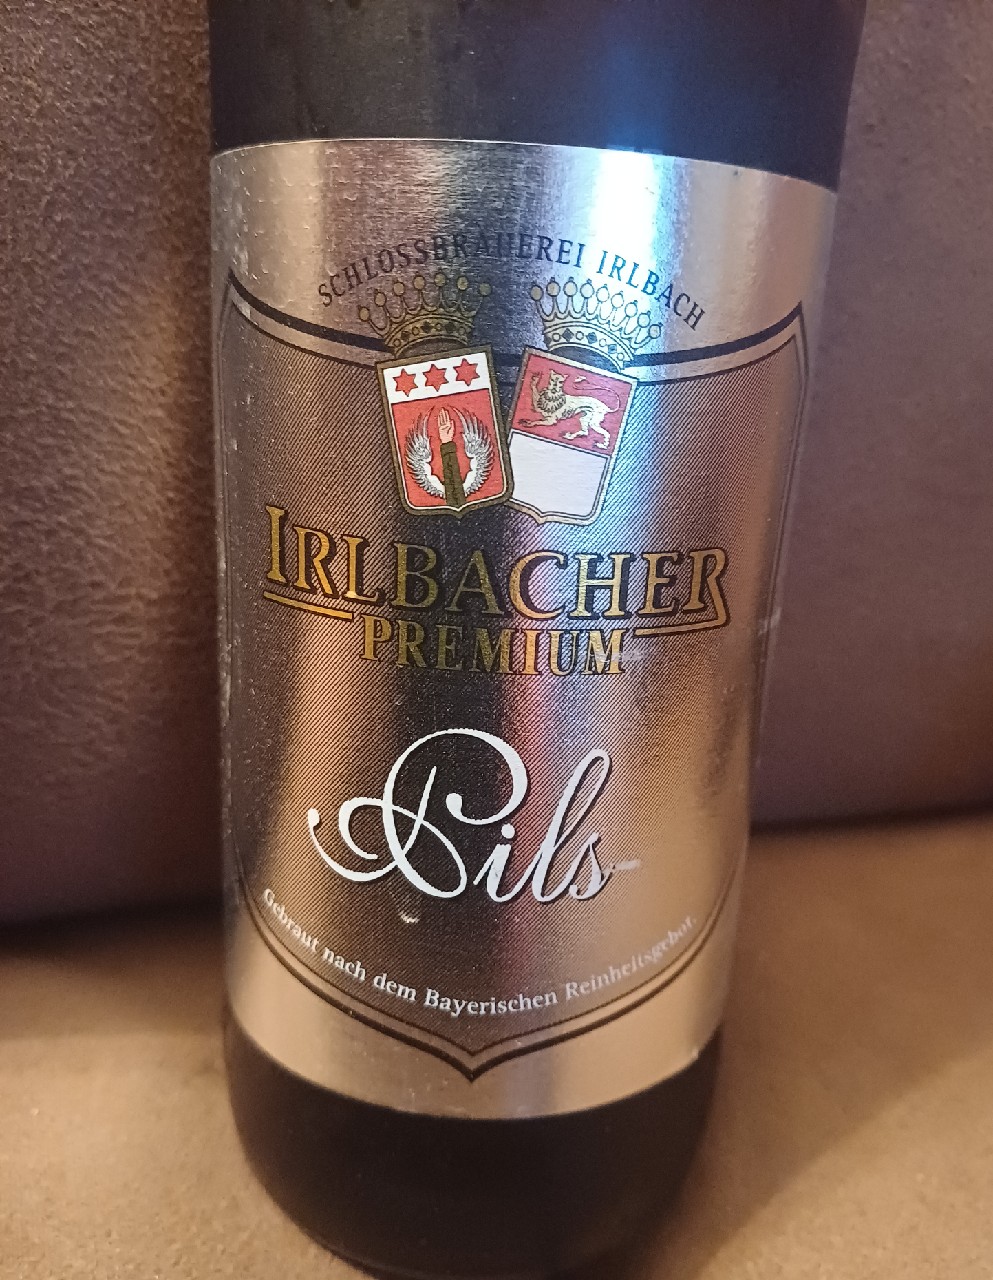 SCHLOSSBRAUEREI IRLBACH
IRLBACHER
PREMIUM
Pils
Gebraut nach dem Bayerischen Reinheitsgebot.